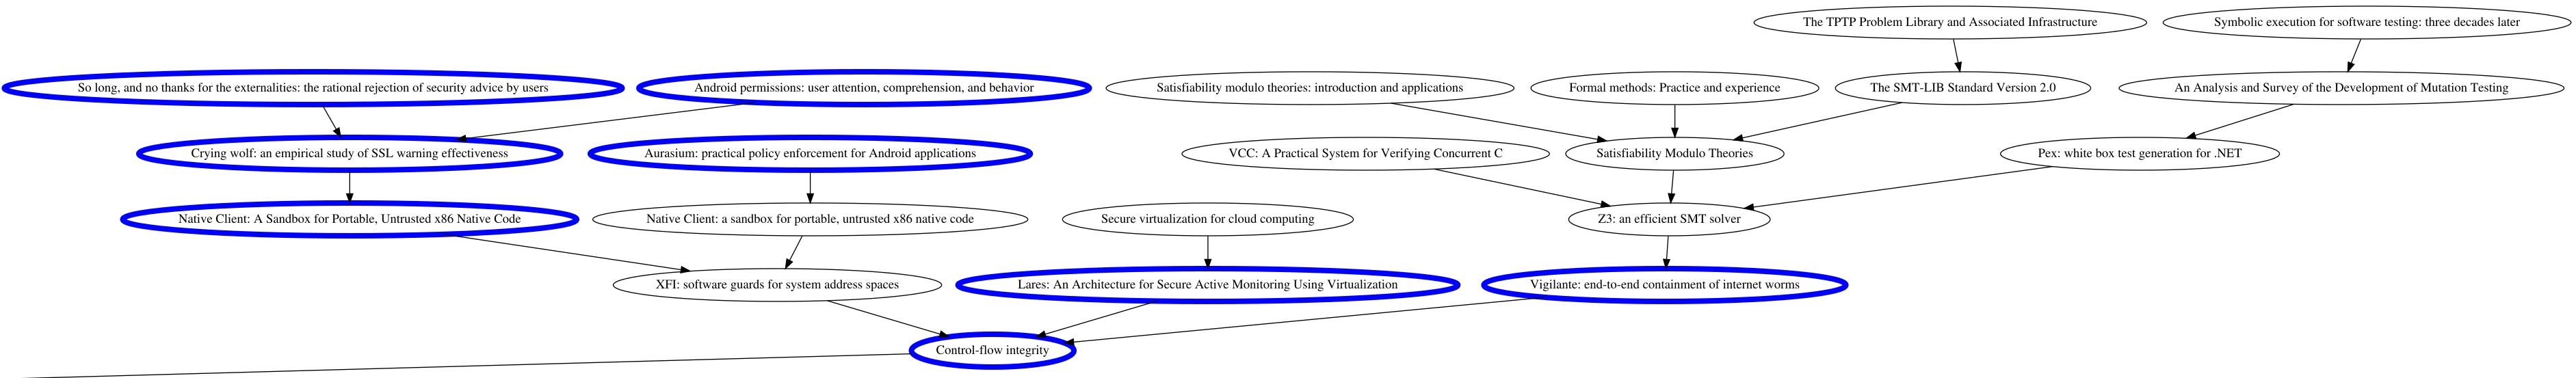 The TPTP Problem Library and Associated Infrastructure
Symbolic execution for software testing: three decades later
So long, and no thanks for the externalities: the rational rejection of security advice by users
Android permissions: user attention, comprehension, and behavior
Satisfiability modulo theories: introduction and applications
Formal methods: Practice and experience
The SMT-LIB Standard Version 2.0
An Analysis and Survey of the Development of Mutation Testing
Crying wolf: an empirical study of SSL warning effectiveness
Aurasium: practical policy enforcement for Android applications
VCC: A Practical System for Verifying Concurrent C
Satisfiability Modulo Theories
Pex: white box test generation for .NET
Native Client: A Sandbox for Portable, Untrusted x86 Native Code
Native Client: a sandbox for portable, untrusted x86 native code
Secure virtualization for cloud computing
Z3: an efficient SMT solver
XFI: software guards for system address spaces
Lares: An Architecture for Secure Active Monitoring Using Virtualization
Vigilante: end-to-end containment of internet worms
Control-flow integrity